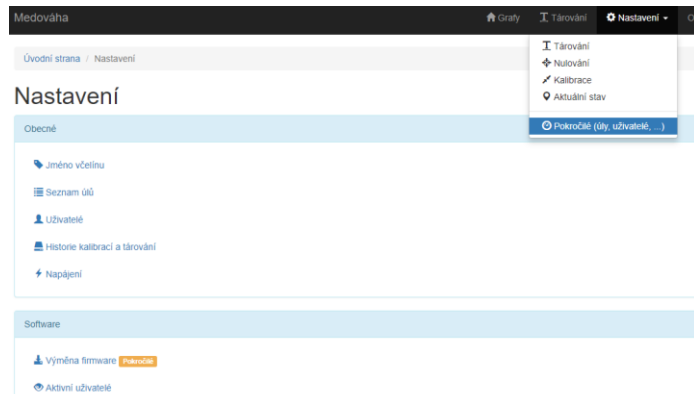 Medováha
Grafy
Tárování
Nastavení
Úvodní strana / Nastavení
Tárování
Nulování
Kalibrace
Aktuální stav
Pokročilé (úly, uživatelé, ...)
Nastavení
Obecné
Jméno včelínu
Seznam úlů
Uživatelé
Historie kalibrací a tárování
Napájení
Software
Výměna firmware Pokročilé
Aktivní uživatelé